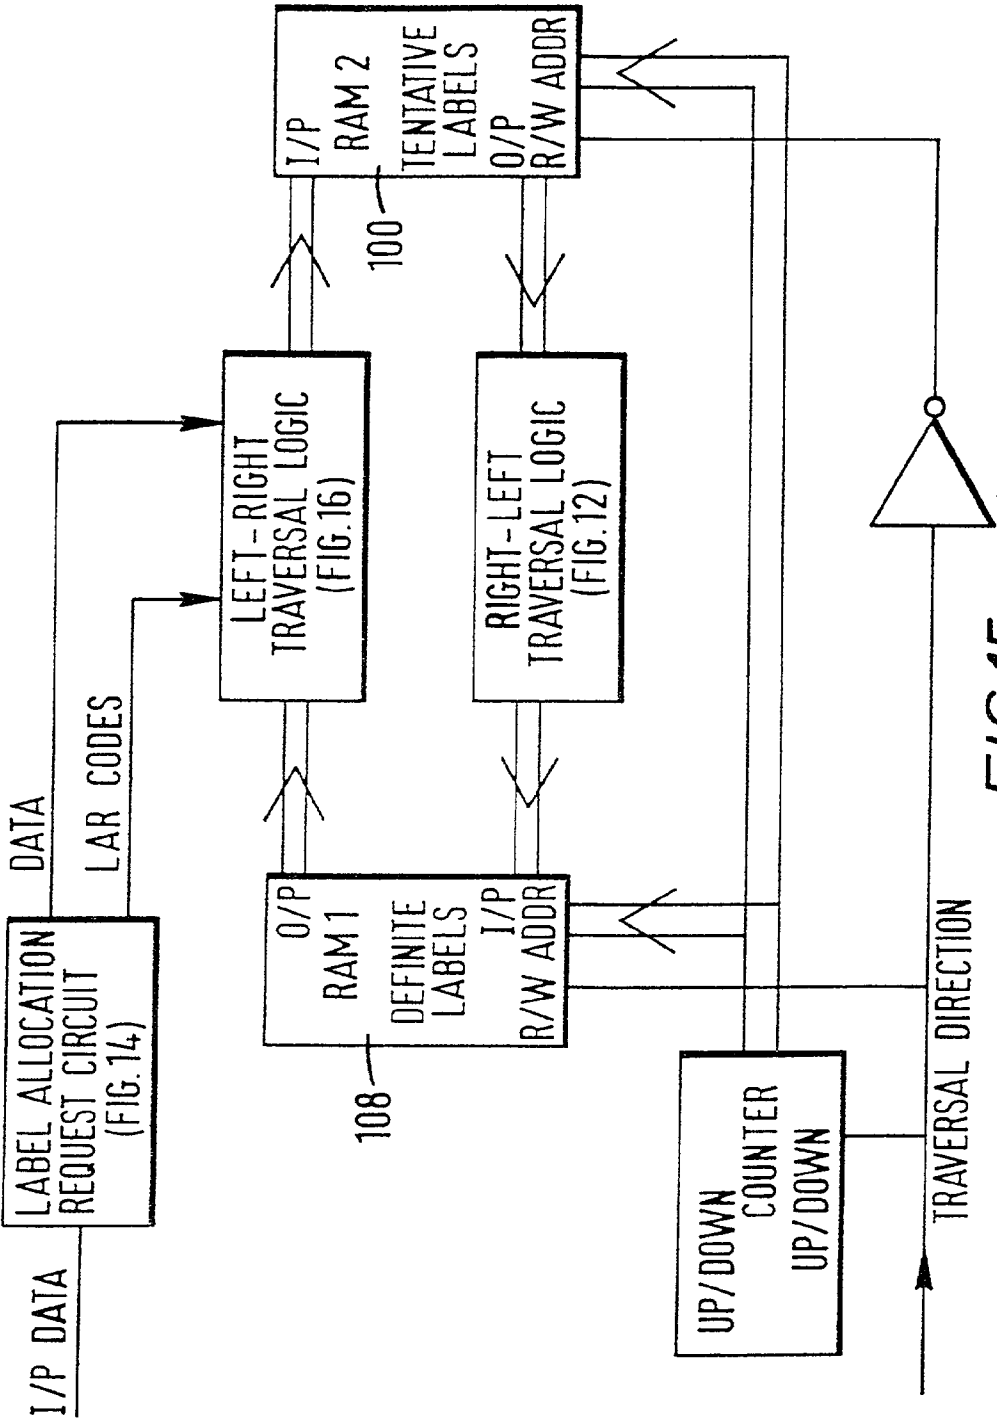 I/P DATA
LABEL ALLOCATION
REQUEST CIRCUIT
(FIG.14)
DATA
LAR CODES
LEFT-RIGHT
TRAVERSAL LOGIC
(FIG.16)
108
O/P
RAM 1
DEFINITE
LABELS
I/P
R/W ADDR
RIGHT-LEFT
TRAVERSAL LOGIC
(FIG.12)
100
I/P
RAM 2
TENTATIVE
LABELS
O/P
R/W ADDR
UP/DOWN
COUNTER
UP/DOWN
TRAVERSAL DIRECTION